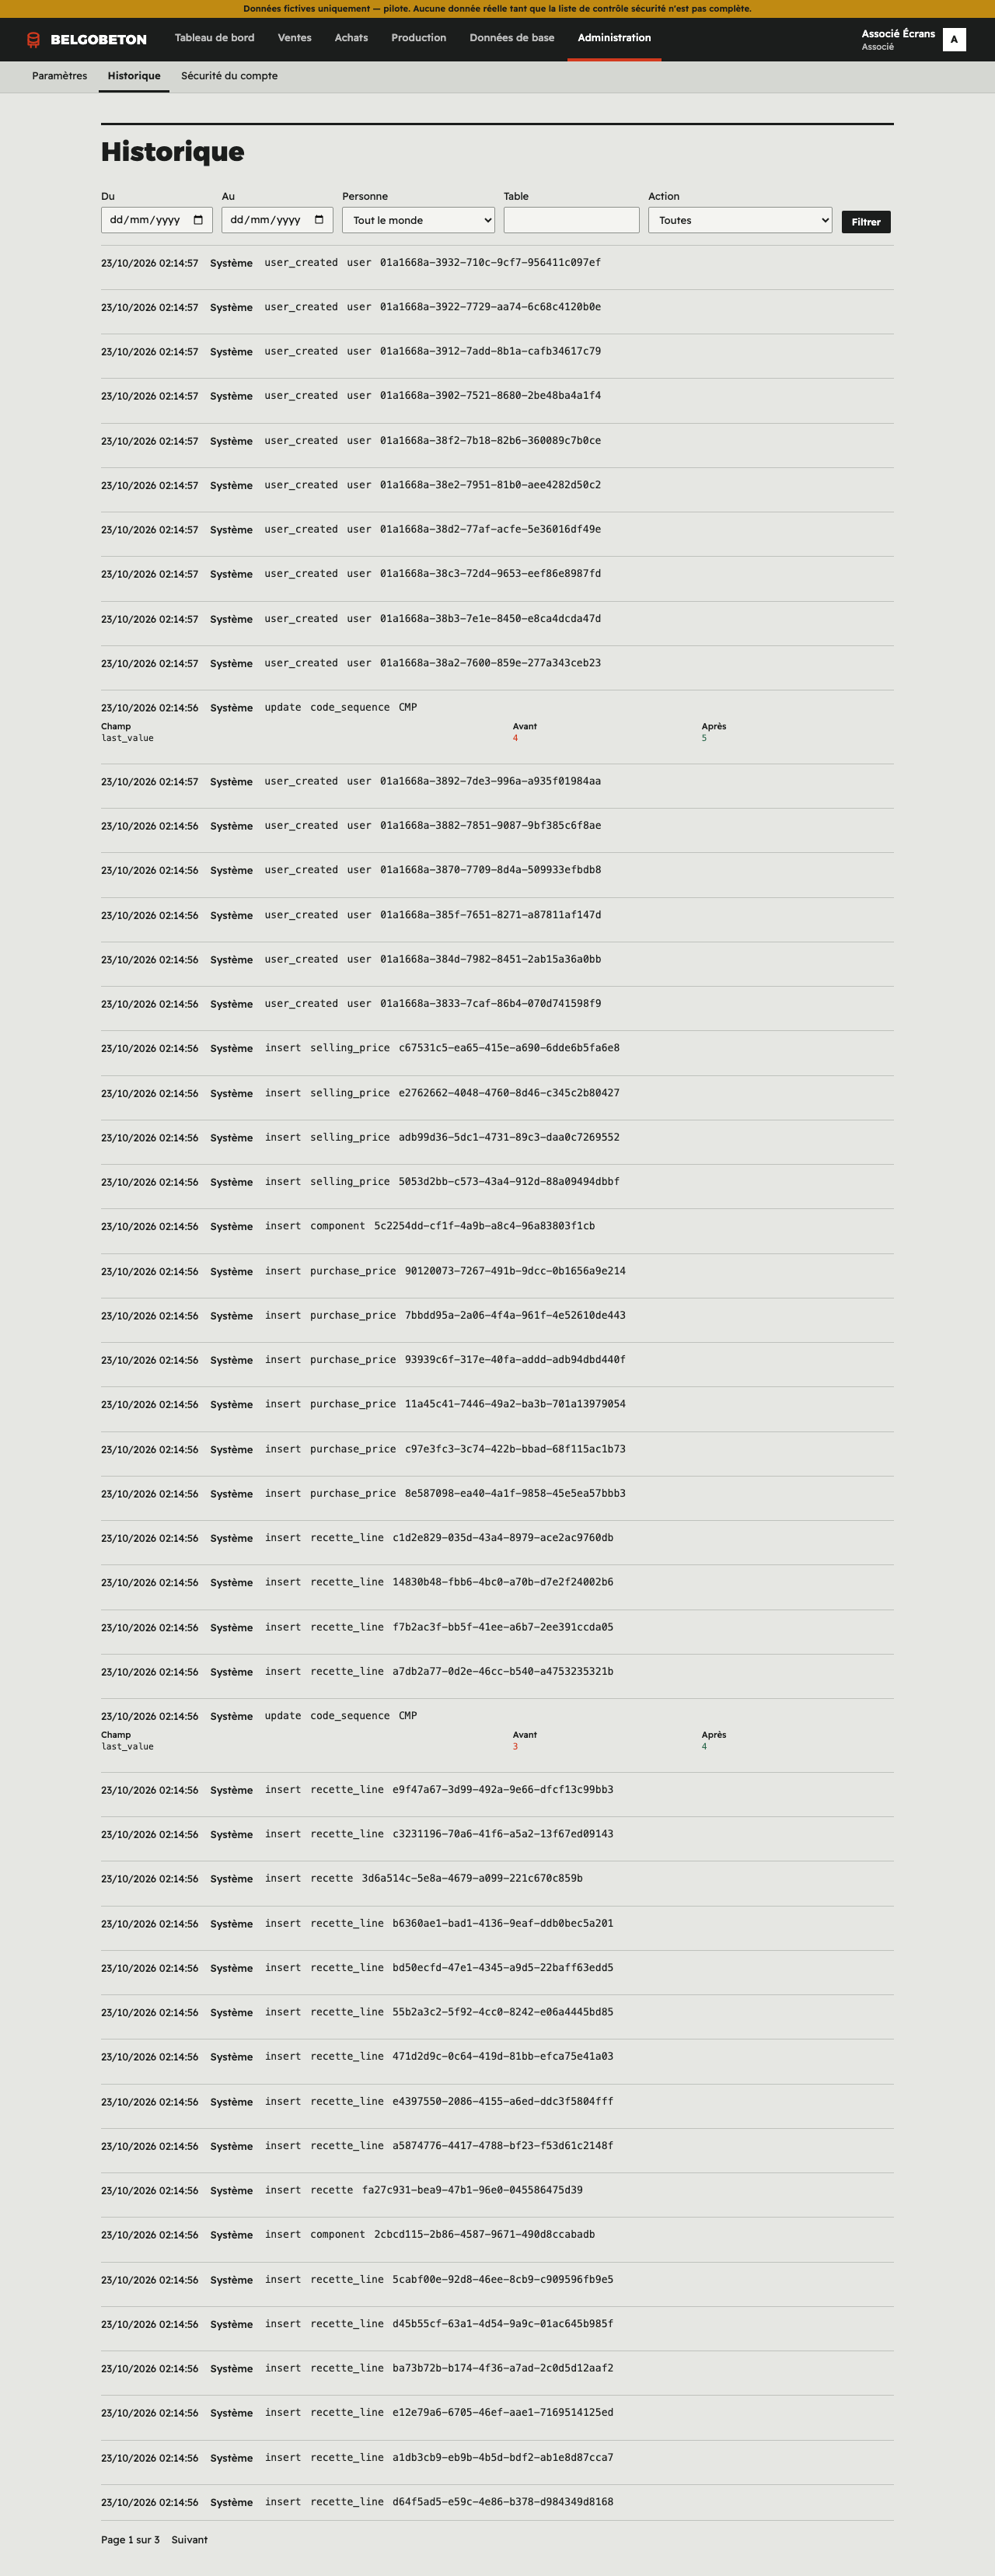 Données fictives uniquement — pilote. Aucune donnée réelle tant que la liste de contrôle sécurité n'est pas complète.
BELGOBETON Tableau de bord Ventes Achats Production Données de base Administration Associé Écrans A
Associé
Paramètres Historique Sécurité du compte
Historique
Du Au Personne Table Action
dd/mm/yyyy dd/mm/yyyy Tout le monde Toutes Filtrer
23/10/2026 02:14:57 Système user_created user 01a1668a-3932-710c-9cf7-956411c097ef
23/10/2026 02:14:57 Système user_created user 01a1668a-3922-7729-aa74-6c68c4120b0e
23/10/2026 02:14:57 Système user_created user 01a1668a-3912-7add-8b1a-cafb34617c79
23/10/2026 02:14:57 Système user_created user 01a1668a-3902-7521-8680-2be48ba4a1f4
23/10/2026 02:14:57 Système user_created user 01a1668a-38f2-7b18-82b6-360089c7b0ce
23/10/2026 02:14:57 Système user_created user 01a1668a-38e2-7951-81b0-aee4282d50c2
23/10/2026 02:14:57 Système user_created user 01a1668a-38d2-77af-acfe-5e36016df49e
23/10/2026 02:14:57 Système user_created user 01a1668a-38c3-72d4-9653-eef86e8987fd
23/10/2026 02:14:57 Système user_created user 01a1668a-38b3-7e1e-8450-e8ca4dcda47d
23/10/2026 02:14:57 Système user_created user 01a1668a-38a2-7600-859e-277a343ceb23
23/10/2026 02:14:56 Système update code_sequence CMP
Champ Avant Après
last_value 4 5
23/10/2026 02:14:57 Système user_created user 01a1668a-3892-7de3-996a-a935f01984aa
23/10/2026 02:14:56 Système user_created user 01a1668a-3882-7851-9087-9bf385c6f8ae
23/10/2026 02:14:56 Système user_created user 01a1668a-3870-7709-8d4a-509933efbdb8
23/10/2026 02:14:56 Système user_created user 01a1668a-385f-7651-8271-a87811af147d
23/10/2026 02:14:56 Système user_created user 01a1668a-384d-7982-8451-2ab15a36a0bb
23/10/2026 02:14:56 Système user_created user 01a1668a-3833-7caf-86b4-070d741598f9
23/10/2026 02:14:56 Système insert selling_price c67531c5-ea65-415e-a690-6dde6b5fa6e8
23/10/2026 02:14:56 Système insert selling_price e2762662-4048-4760-8d46-c345c2b80427
23/10/2026 02:14:56 Système insert selling_price adb99d36-5dc1-4731-89c3-daa0c7269552
23/10/2026 02:14:56 Système insert selling_price 5053d2bb-c573-43a4-912d-88a09494dbbf
23/10/2026 02:14:56 Système insert component 5c2254dd-cf1f-4a9b-a8c4-96a83803f1cb
23/10/2026 02:14:56 Système insert purchase_price 90120073-7267-491b-9dcc-0b1656a9e214
23/10/2026 02:14:56 Système insert purchase_price 7bbdd95a-2a06-4f4a-961f-4e52610de443
23/10/2026 02:14:56 Système insert purchase_price 93939c6f-317e-40fa-addd-adb94dbd440f
23/10/2026 02:14:56 Système insert purchase_price 11a45c41-7446-49a2-ba3b-701a13979054
23/10/2026 02:14:56 Système insert purchase_price c97e3fc3-3c74-422b-bbad-68f115ac1b73
23/10/2026 02:14:56 Système insert purchase_price 8e587098-ea40-4a1f-9858-45e5ea57bbb3
23/10/2026 02:14:56 Système insert recette_line c1d2e829-035d-43a4-8979-ace2ac9760db
23/10/2026 02:14:56 Système insert recette_line 14830b48-fbb6-4bc0-a70b-d7e2f24002b6
23/10/2026 02:14:56 Système insert recette_line f7b2ac3f-bb5f-41ee-a6b7-2ee391ccda05
23/10/2026 02:14:56 Système insert recette_line a7db2a77-0d2e-46cc-b540-a4753235321b
23/10/2026 02:14:56 Système update code_sequence CMP
Champ Avant Après
last_value 3 4
23/10/2026 02:14:56 Système insert recette_line e9f47a67-3d99-492a-9e66-dfcf13c99bb3
23/10/2026 02:14:56 Système insert recette_line c3231196-70a6-41f6-a5a2-13f67ed09143
23/10/2026 02:14:56 Système insert recette 3d6a514c-5e8a-4679-a099-221c670c859b
23/10/2026 02:14:56 Système insert recette_line b6360ae1-bad1-4136-9eaf-ddb0bec5a201
23/10/2026 02:14:56 Système insert recette_line bd50ecfd-47e1-4345-a9d5-22baff63edd5
23/10/2026 02:14:56 Système insert recette_line 55b2a3c2-5f92-4cc0-8242-e06a4445bd85
23/10/2026 02:14:56 Système insert recette_line 471d2d9c-0c64-419d-81bb-efca75e41a03
23/10/2026 02:14:56 Système insert recette_line e4397550-2086-4155-a6ed-ddc3f5804fff
23/10/2026 02:14:56 Système insert recette_line a5874776-4417-4788-bf23-f53d61c2148f
23/10/2026 02:14:56 Système insert recette fa27c931-bea9-47b1-96e0-045586475d39
23/10/2026 02:14:56 Système insert component 2cbcd115-2b86-4587-9671-490d8ccabadb
23/10/2026 02:14:56 Système insert recette_line 5cabf00e-92d8-46ee-8cb9-c909596fb9e5
23/10/2026 02:14:56 Système insert recette_line d45b55cf-63a1-4d54-9a9c-01ac645b985f
23/10/2026 02:14:56 Système insert recette_line ba73b72b-b174-4f36-a7ad-2c0d5d12aaf2
23/10/2026 02:14:56 Système insert recette_line e12e79a6-6705-46ef-aae1-7169514125ed
23/10/2026 02:14:56 Système insert recette_line a1db3cb9-eb9b-4b5d-bdf2-ab1e8d87cca7
23/10/2026 02:14:56 Système insert recette_line d64f5ad5-e59c-4e86-b378-d984349d8168
Page 1 sur 3 Suivant